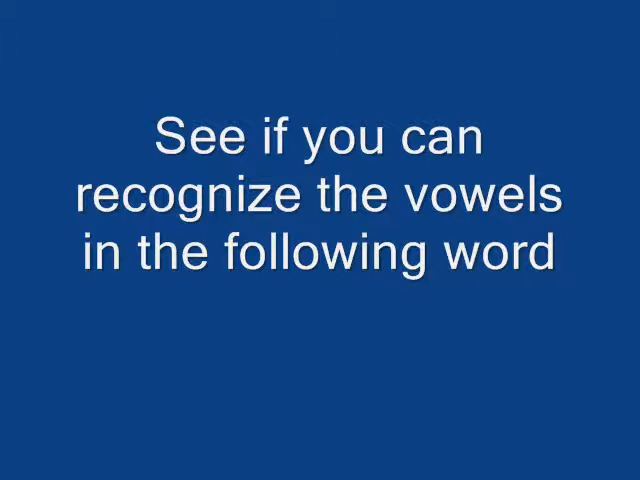 See if you can
recognize the vowels
in the following word